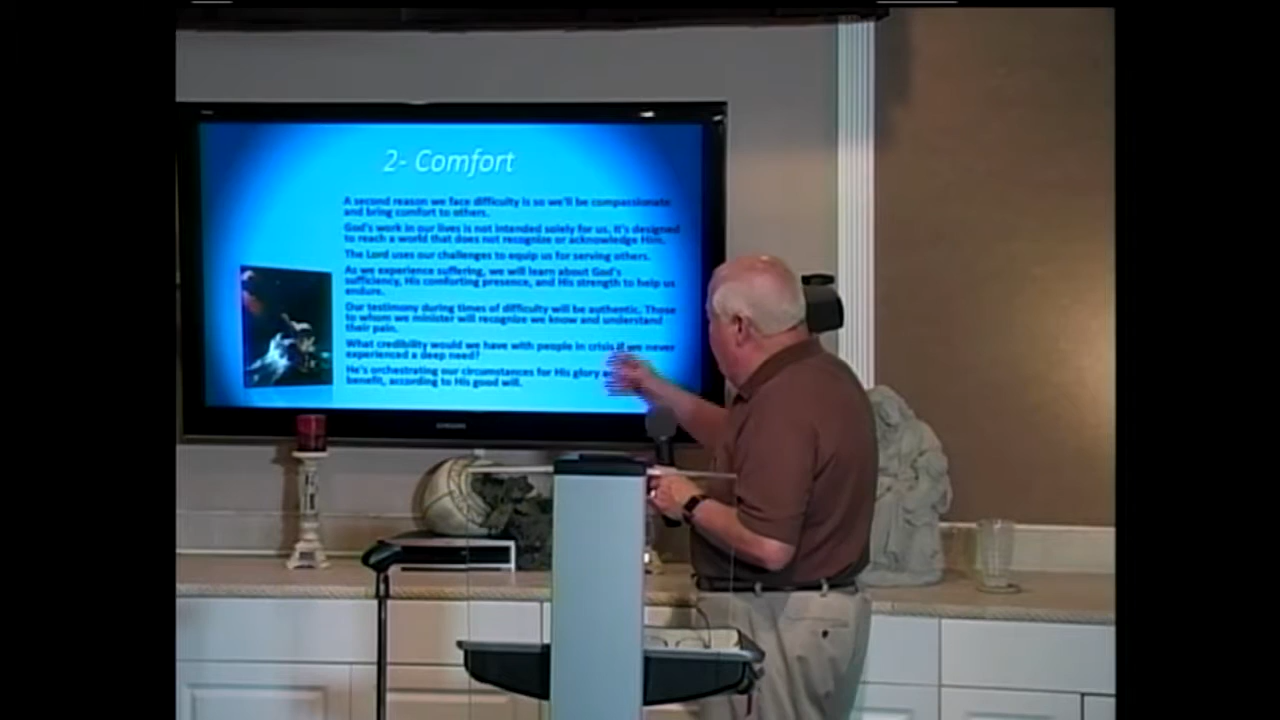 2- Comfort
A second reason we face difficulty is so we'll be compassionate
and bring comfort to others.
God's work in our lives is not intended solely for us. It's designed
to reach a world that does not recognize or acknowledge Him.
The Lord uses our challenges to equip us for serving others.
As we experience suffering, we will learn about God's
sufficiency, His comforting presence, and His strength to help us
endure.
Our testimony during times of difficulty will be authentic. Those
to whom we minister will recognize we know and understand
their pain.
What credibility would we have with people in crisis if we never
experienced a deep need?
He's orchestrating our circumstances for His glory
benefit, according to His good will.
SAMSUNG